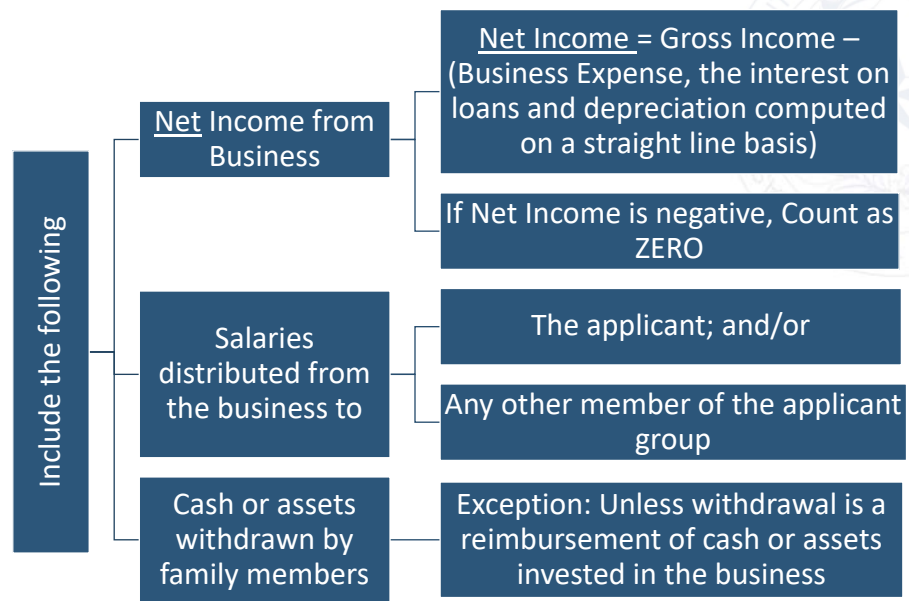 Include the following
Net Income from
Business
Net Income = Gross Income –
(Business Expense, the interest on
loans and depreciation computed
on a straight line basis)
If Net Income is negative, Count as
ZERO
Salaries
distributed from
the business to
The applicant; and/or
Any other member of the applicant
group
Cash or assets
withdrawn by
family members
Exception: Unless withdrawal is a
reimbursement of cash or assets
invested in the business